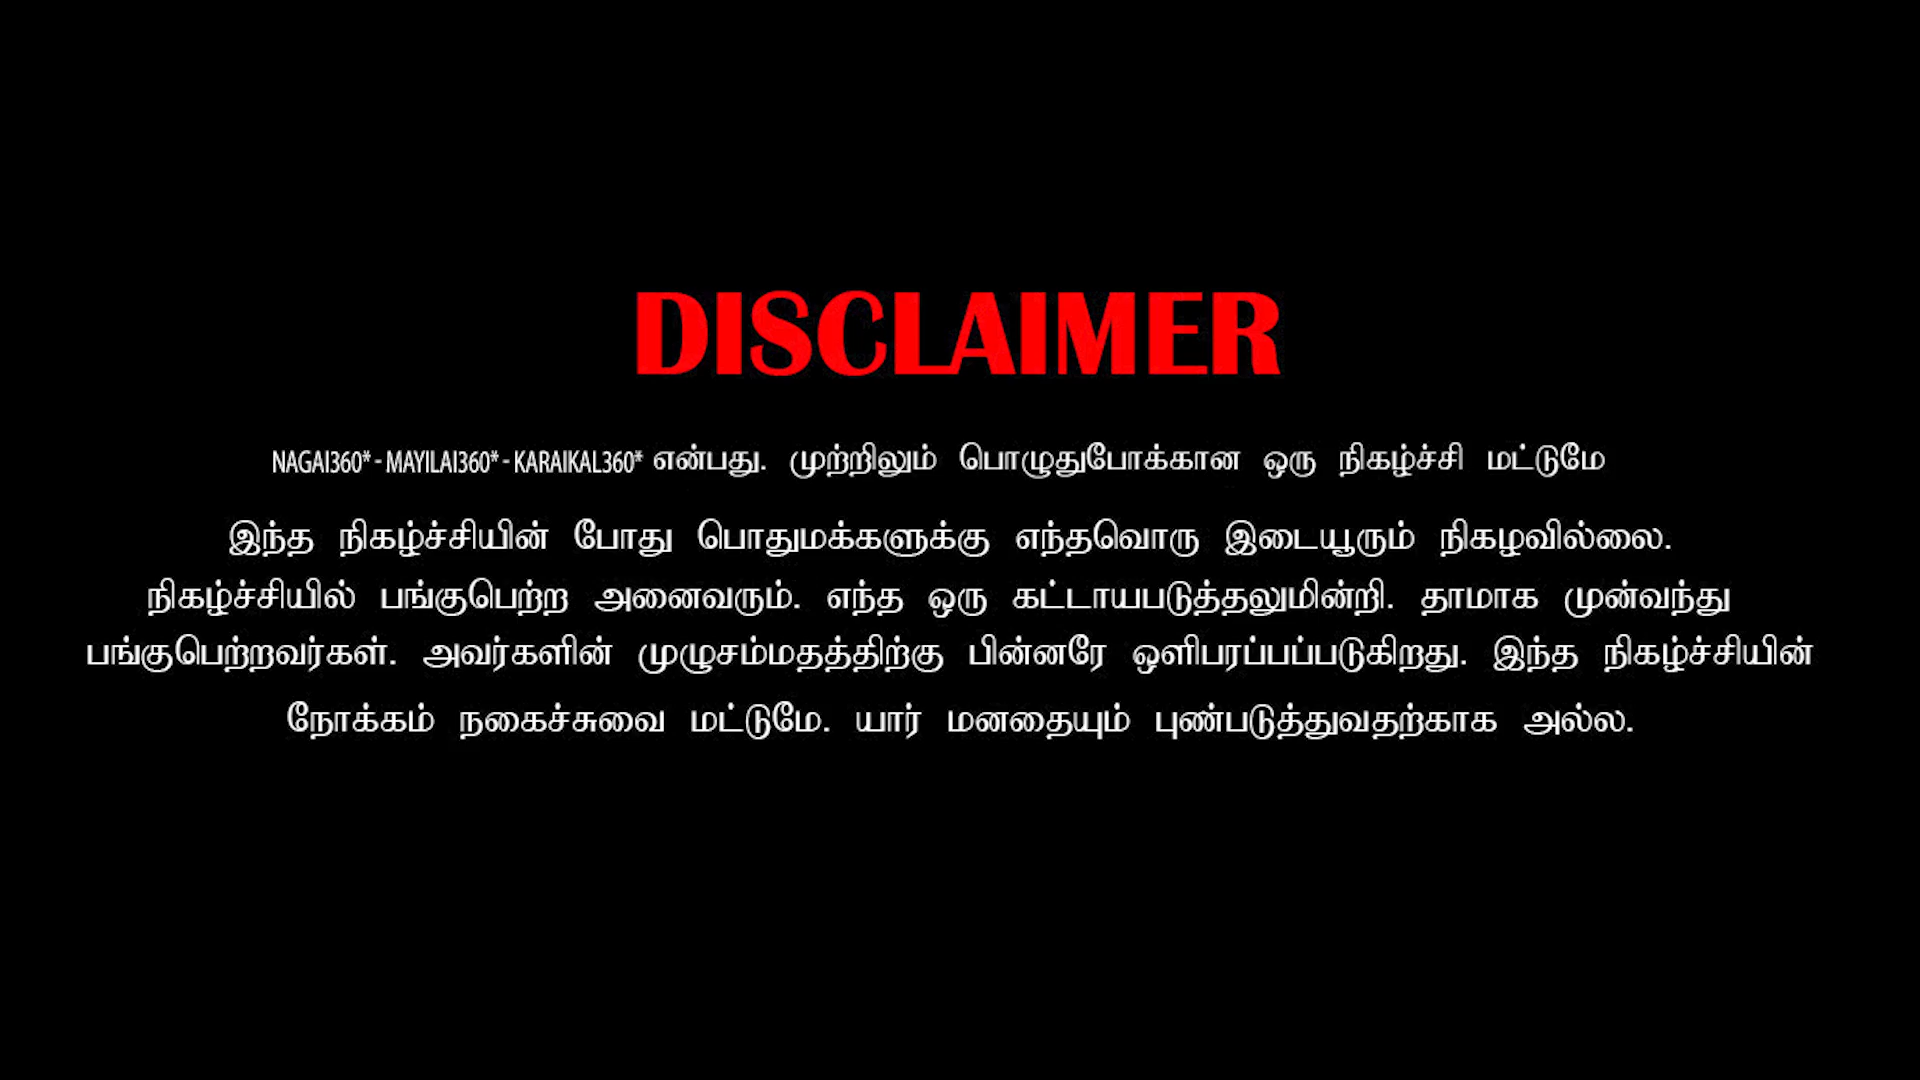 DISCLAIMER
NAGAI360* - MAYILAI360* - KARAIKAL360* என்பது. முற்றிலும் பொழுதுபோக்கான ஒரு நிகழ்ச்சி மட்டுமே
இந்த நிகழ்ச்சியின் போது பொதுமக்களுக்கு எந்தவொரு இடையூரும் நிகழவில்லை.
நிகழ்ச்சியில் பங்குபெற்ற அனைவரும். எந்த ஒரு கட்டாயபடுத்தலுமின்றி. தாமாக முன்வந்து
பங்குபெற்றவர்கள். அவர்களின் முழுசம்மதத்திற்கு பின்னரே ஒளிபரப்பப்படுகிறது. இந்த நிகழ்ச்சியின்
நோக்கம் நகைச்சுவை மட்டுமே. யார் மனதையும் புண்படுத்துவதற்காக அல்ல.